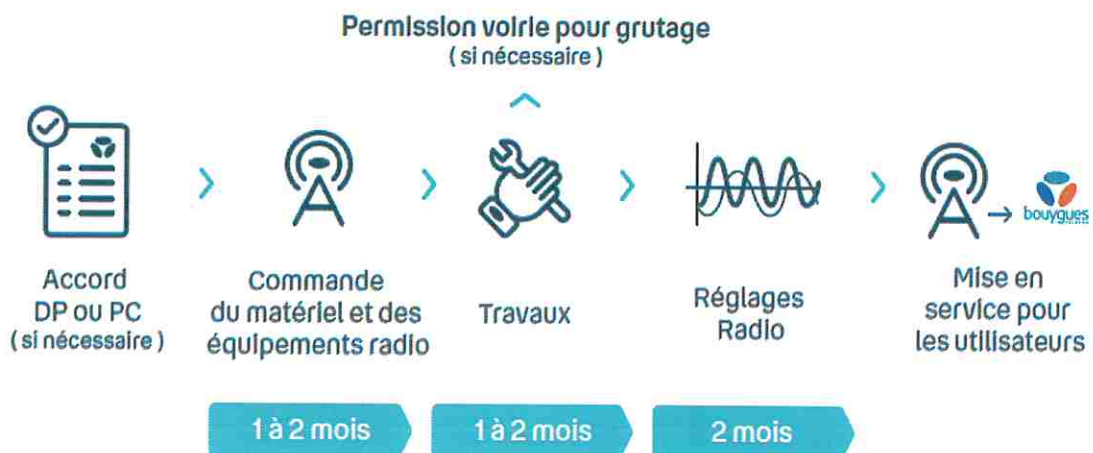 Permission voirie pour grutage
( si nécessaire )
Accord
DP ou PC
( si nécessaire )
Commande
du matériel et des
équipements radio
Travaux
Réglages
Radio
bouygues
Mise en
service pour
les utilisateurs
1 à 2 mois
1 à 2 mois
2 mois